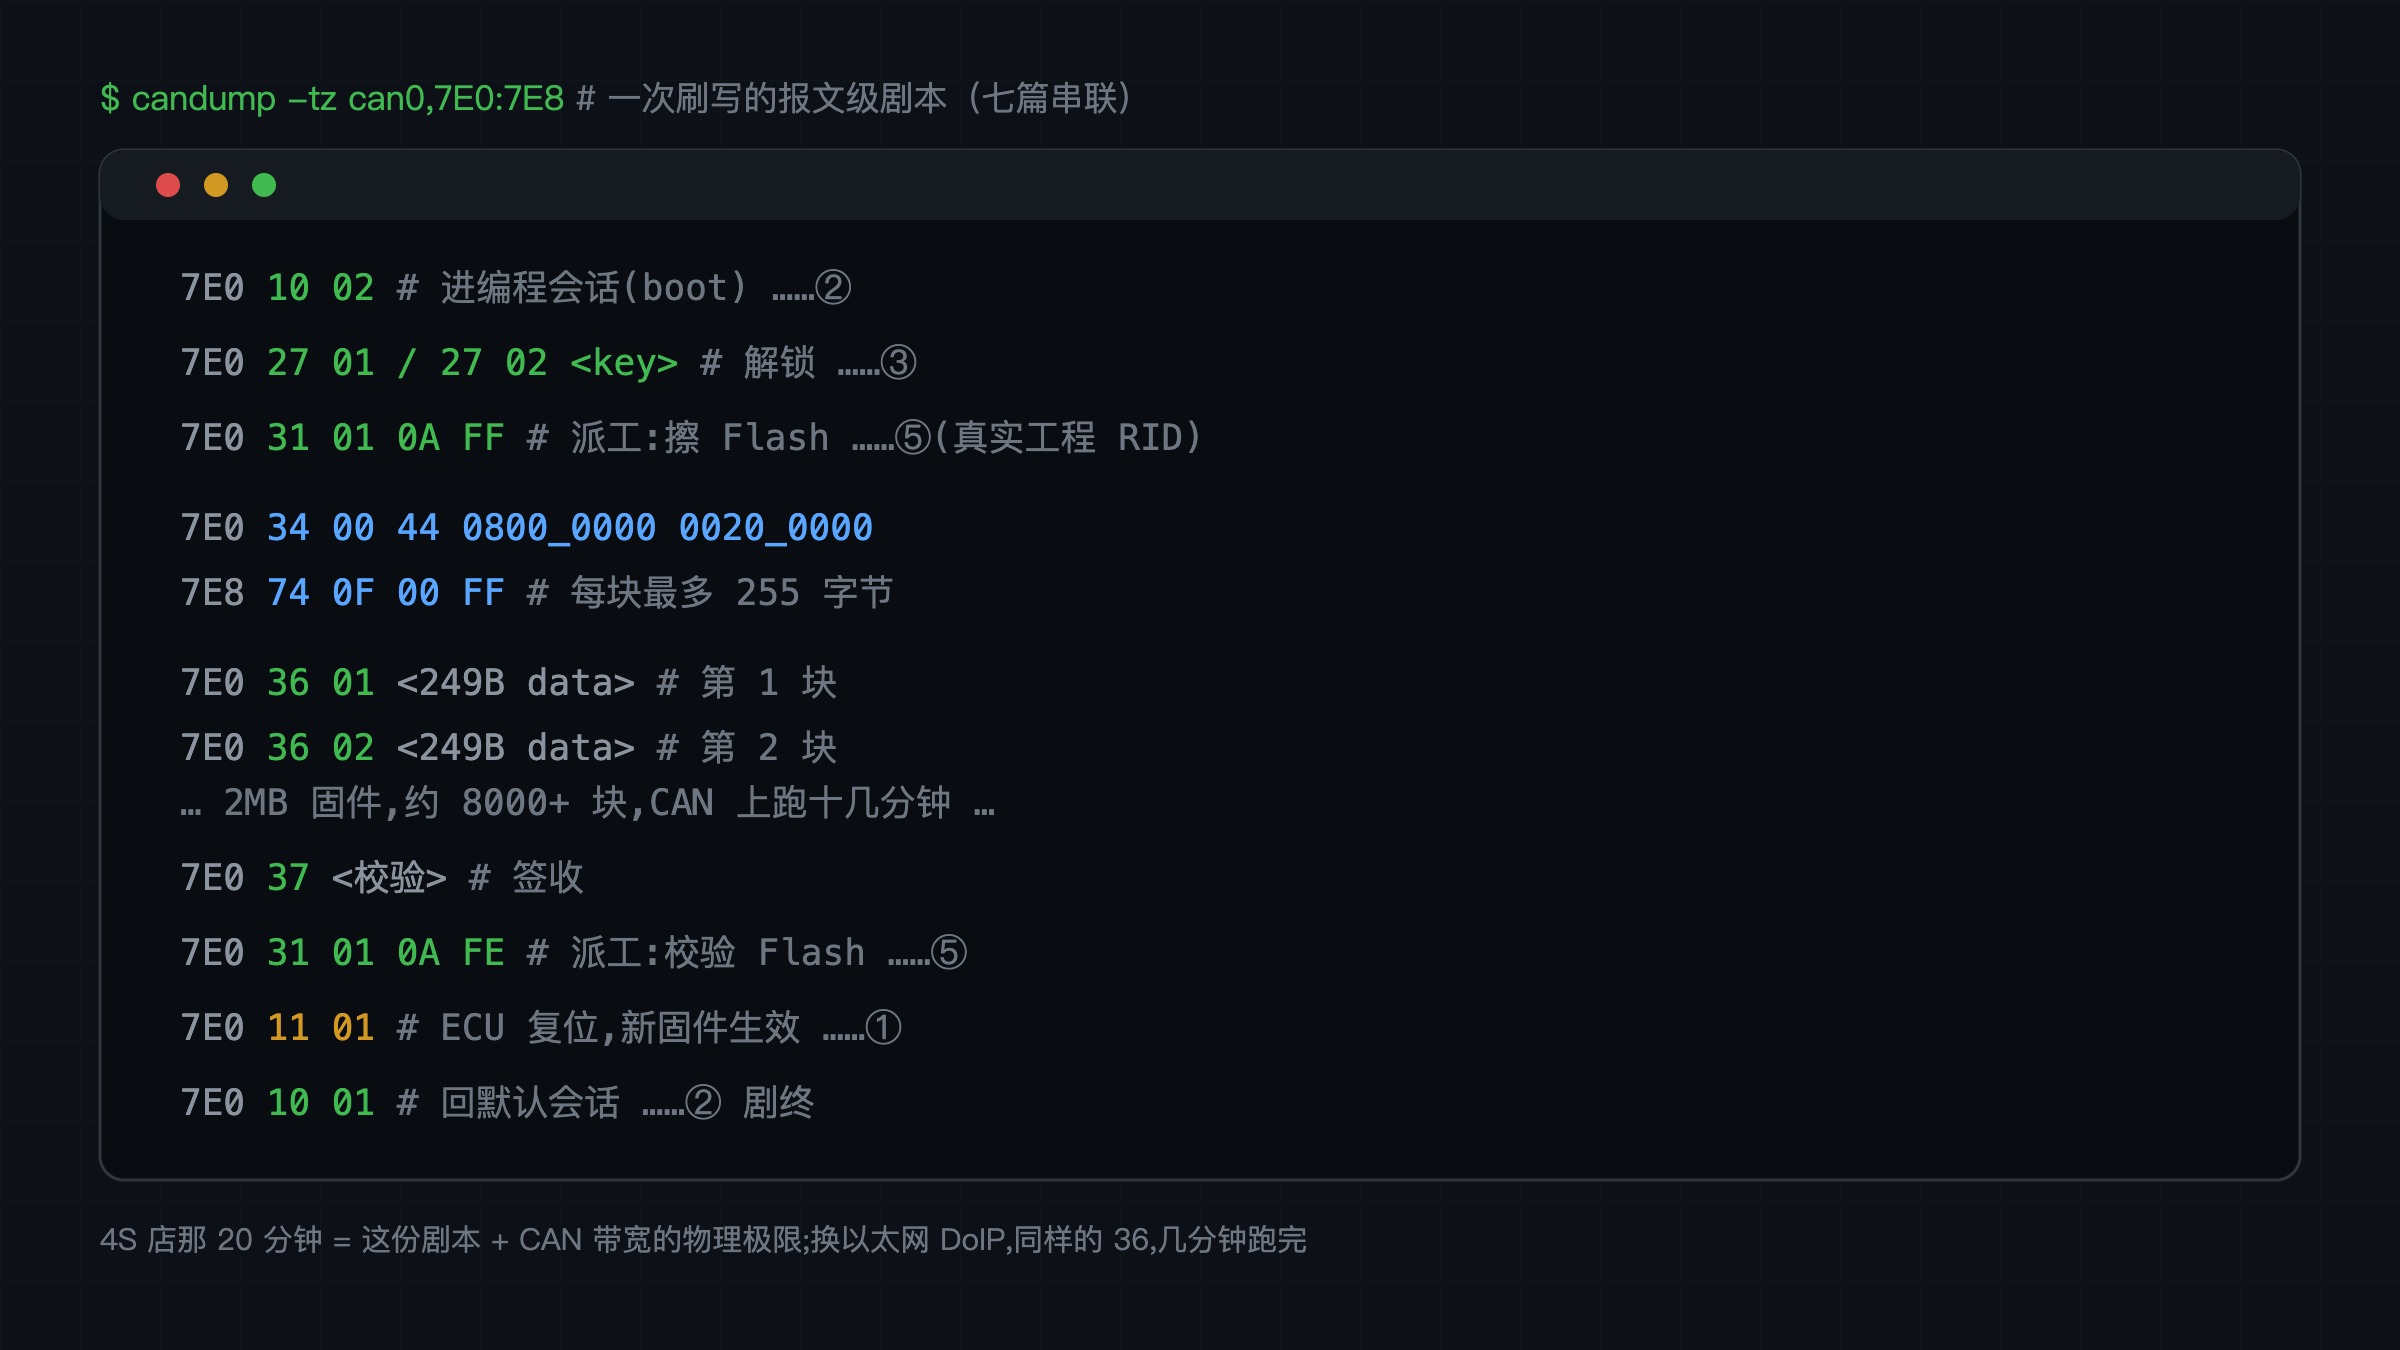 $ candump -tz can0,7E0:7E8 # 一次刷写的报文级剧本（七篇串联）
7E0 10 02 # 进编程会话(boot) ……②
7E0 27 01 / 27 02 <key> # 解锁 ……③
7E0 31 01 0A FF # 派工:擦 Flash ……⑤(真实工程 RID)
7E0 34 00 44 0800_0000 0020_0000
7E8 74 0F 00 FF # 每块最多 255 字节
7E0 36 01 <249B data> # 第 1 块
7E0 36 02 <249B data> # 第 2 块
… 2MB 固件,约 8000+ 块,CAN 上跑十几分钟 …
7E0 37 <校验> # 签收
7E0 31 01 0A FE # 派工:校验 Flash ……⑤
7E0 11 01 # ECU 复位,新固件生效 ……①
7E0 10 01 # 回默认会话 ……② 剧终
4S 店那 20 分钟 = 这份剧本 + CAN 带宽的物理极限;换以太网 DoIP,同样的 36,几分钟跑完